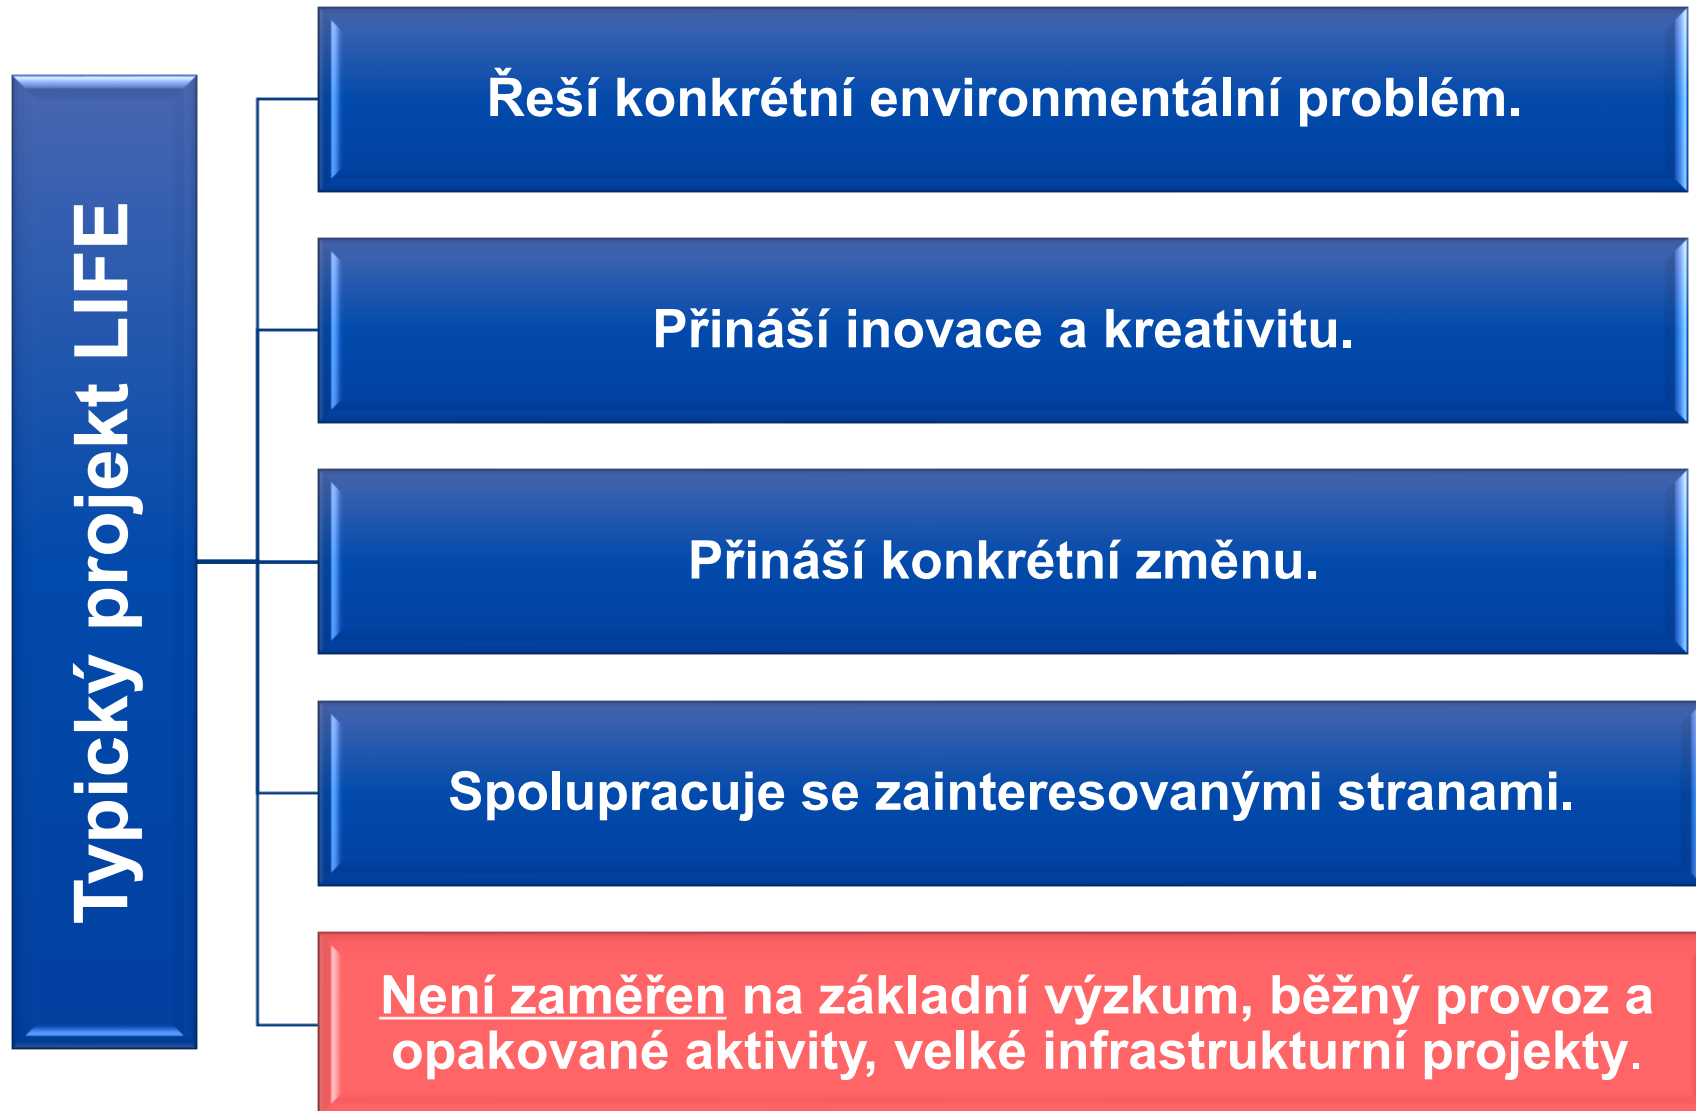 Typický projekt LIFE
Řeší konkrétní environmentální problém.
Přináší inovace a kreativitu.
Přináší konkrétní změnu.
Spolupracuje se zainteresovanými stranami.
Není zaměřen na základní výzkum, běžný provoz a
opakované aktivity, velké infrastrukturní projekty.